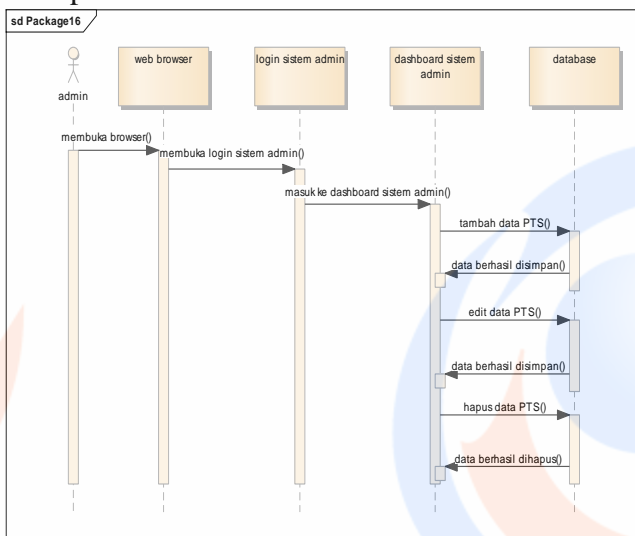 sd Package16
admin
web browser
login sistem admin
dashboard sistem
admin
database
membuka browser()
membuka login sistem admin()
masuk ke dashboard sistem admin()
tambah data PTS()
data berhasil disimpan()
edit data PTS()
data berhasil disimpan()
hapus data PTS()
data berhasil dihapus()